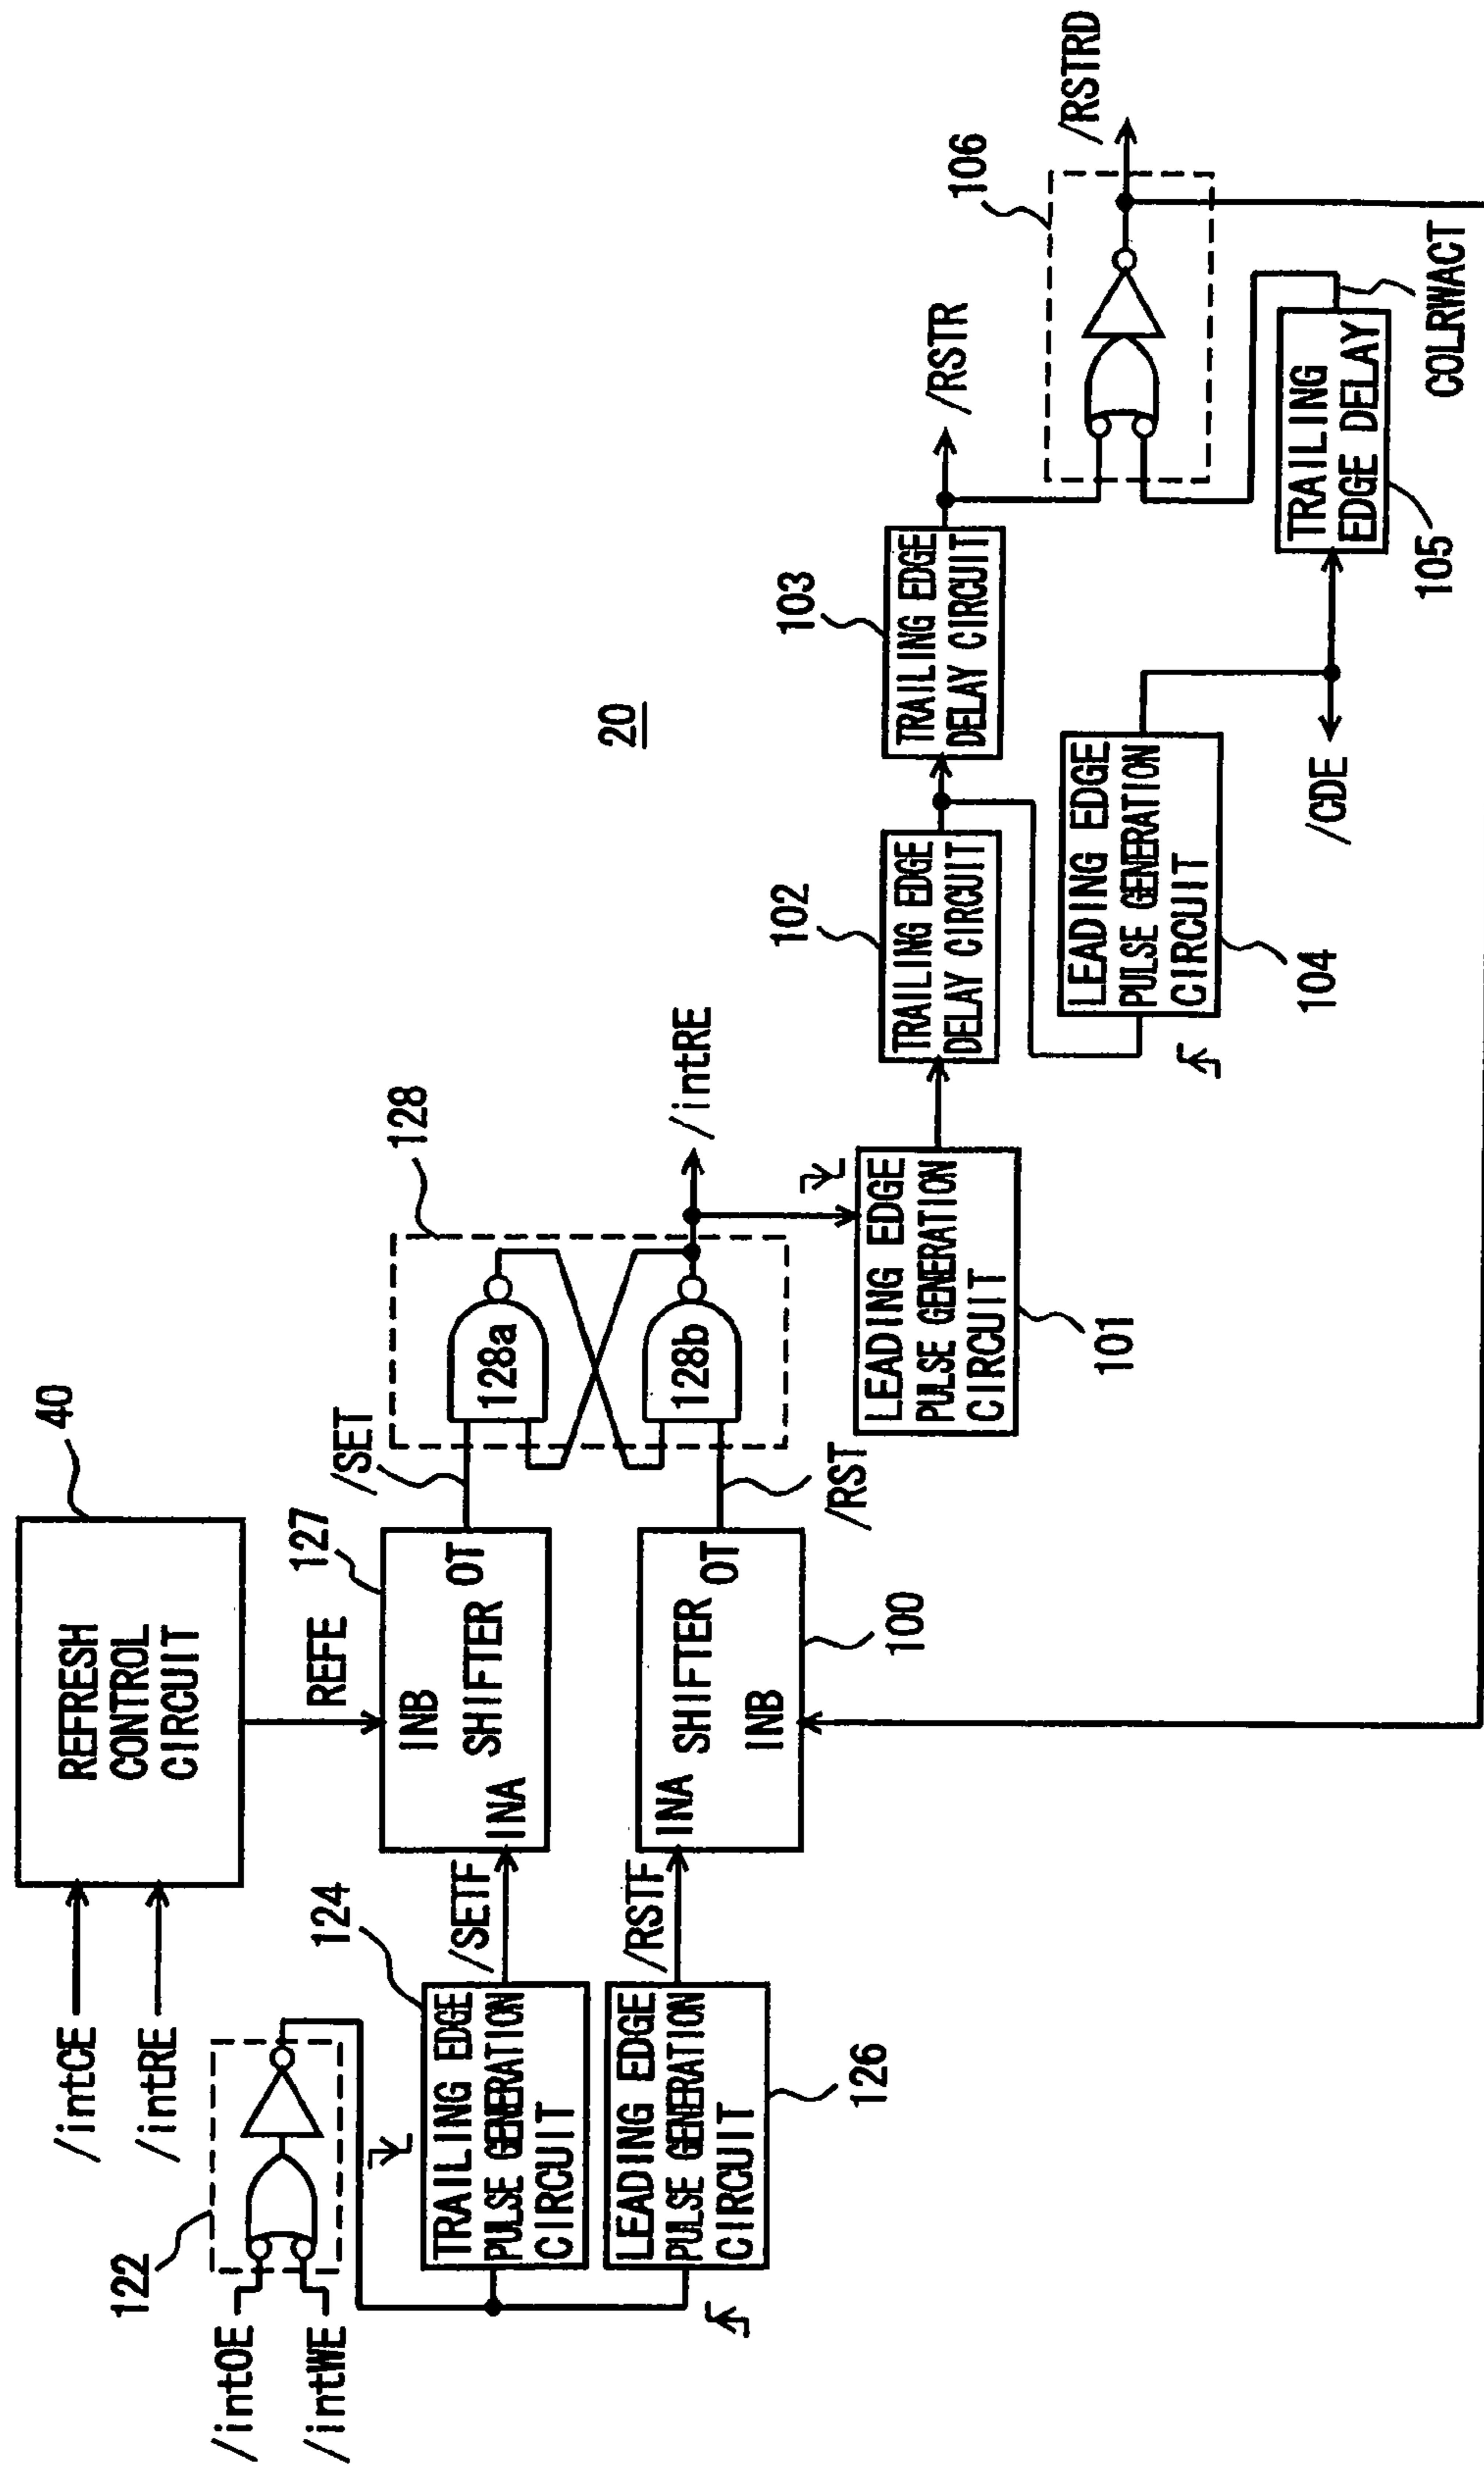 40
REFRESH
CONTROL
CIRCUIT
/intCE
/intRE
REFE
122
/intOE
/intWE
124
TRAILING EDGE
PULSE GENERATION
CIRCUIT
/SETF
127
INB
SHIFTER
INA
OT
/SET
128
128a
128b
/intRE
126
LEADING EDGE
PULSE GENERATION
CIRCUIT
/RSTF
100
INA
SHIFTER
INB
OT
/RST
20
101
LEADING EDGE
PULSE GENERATION
CIRCUIT
102
TRAILING EDGE
DELAY CIRCUIT
103
TRAILING EDGE
DELAY CIRCUIT
/RSTR
104
LEADING EDGE
PULSE GENERATION
CIRCUIT
/CDE
105
TRAILING
EDGE DELAY
COLRWACT
106
/RSTRD